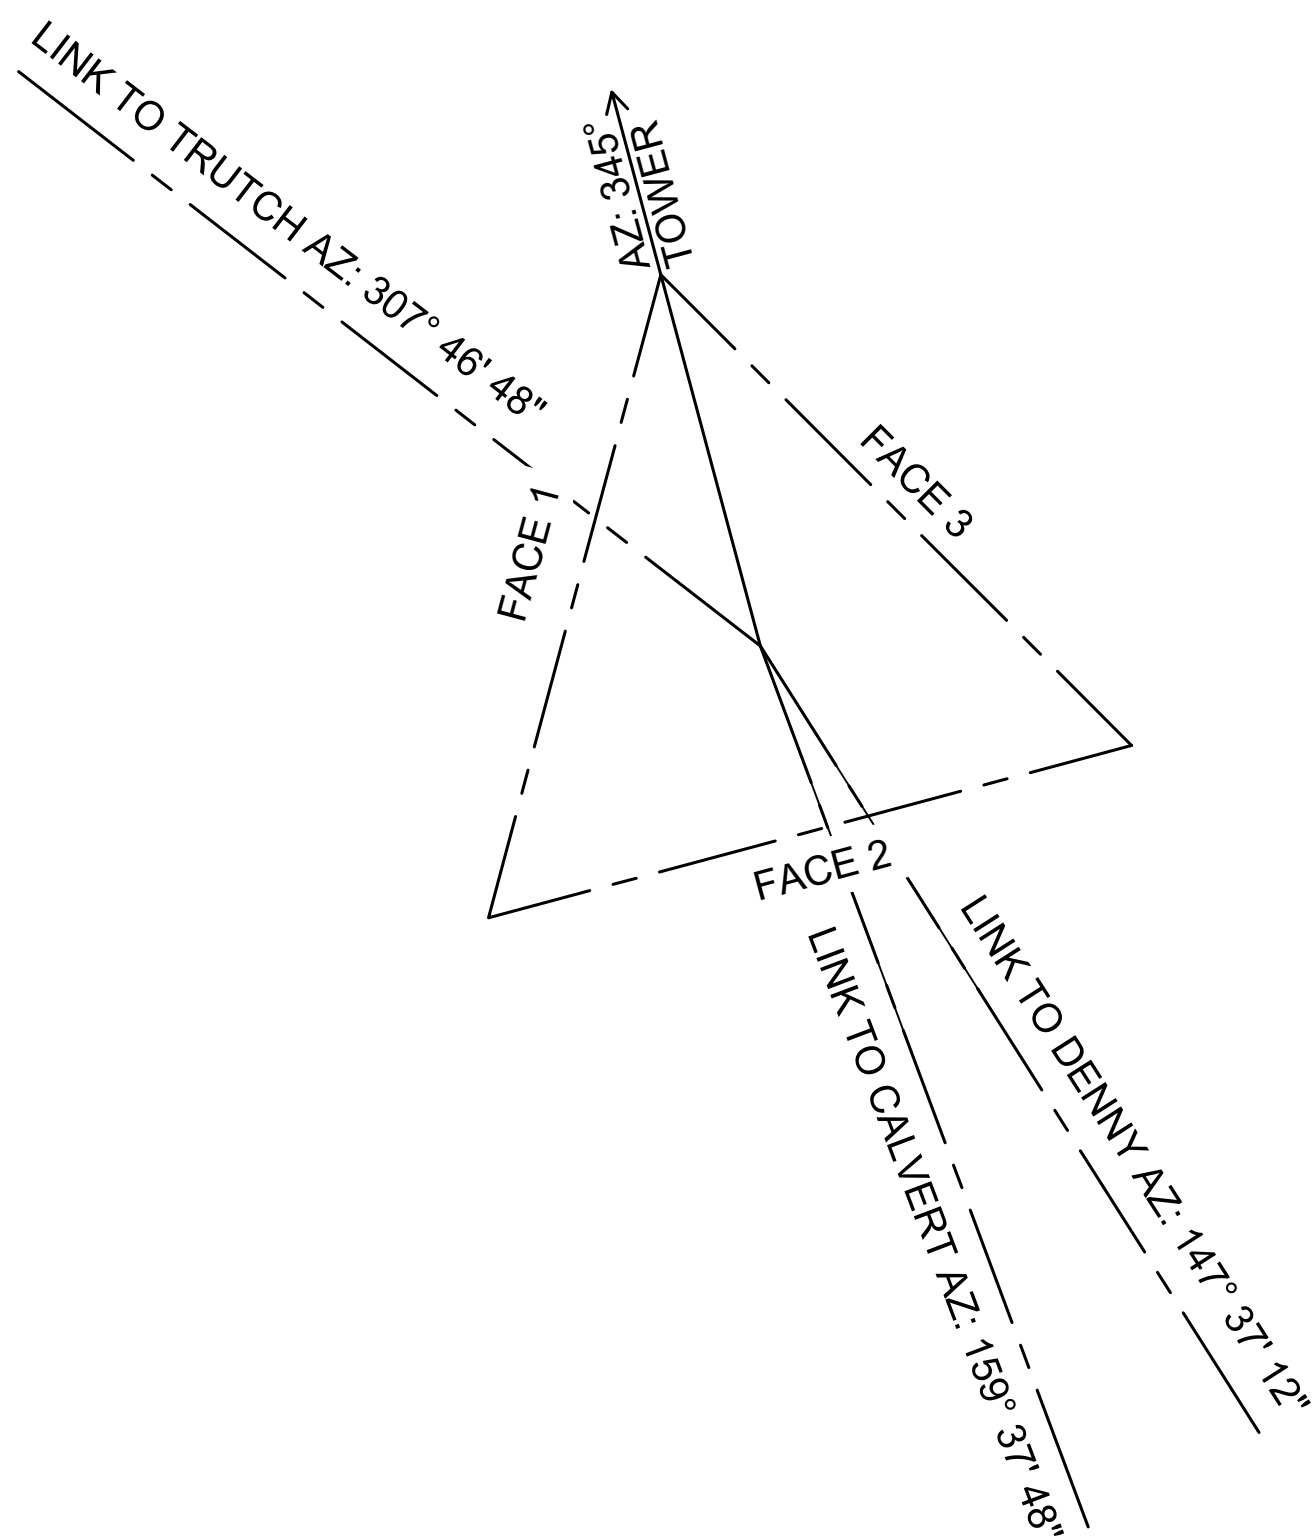 LINK TO TRUTCH AZ: 307° 46' 48"
AZ: 345°
TOWER
FACE 1
FACE 3
FACE 2
LINK TO DENNY AZ: 147° 37' 12"
LINK TO CALVERT AZ: 159° 37' 48"